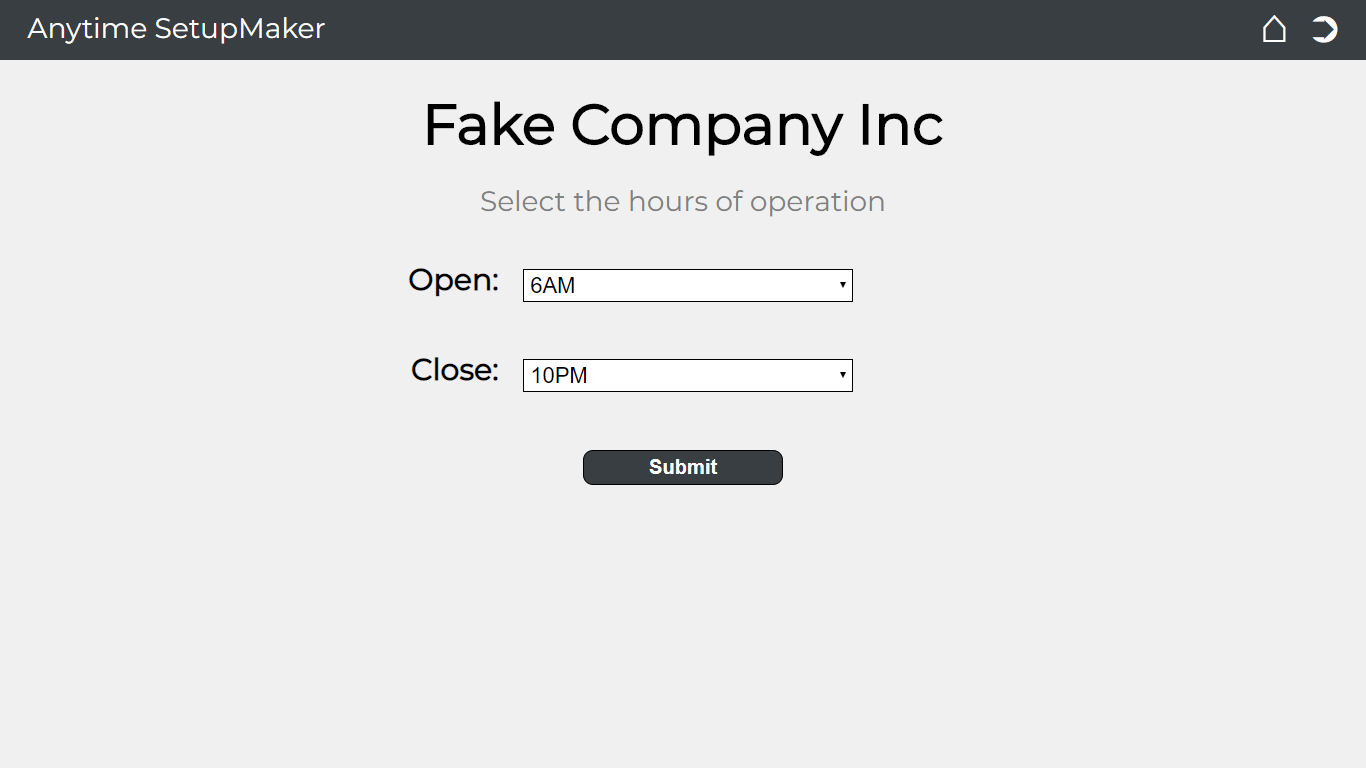 Anytime SetupMaker
Fake Company Inc
Select the hours of operation
Open: 6AM
Close: 10PM
Submit